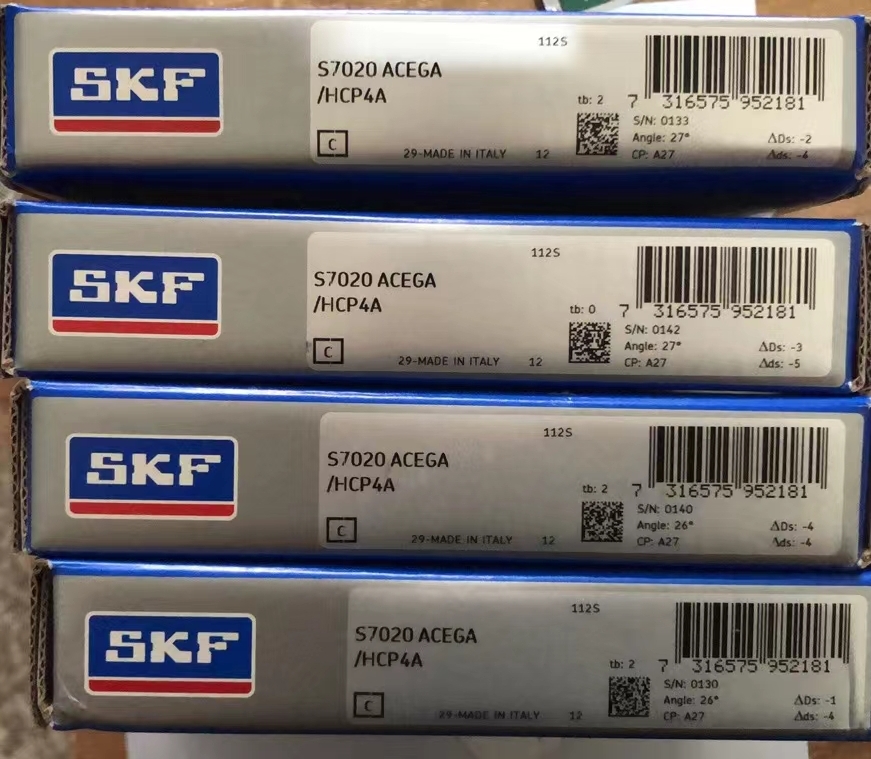 SKF
112S
S7020 ACEGA
/HCP4A
C
29-MADE IN ITALY 12
tb: 2
7 316575 952181
S/N: 0133
Angle: 27° ΔDs: -2
CP: A27 Δds: -4
SKF
112S
S7020 ACEGA
/HCP4A
C
29-MADE IN ITALY 12
tb: 0
7 316575 952181
S/N: 0142
Angle: 27° ΔDs: -3
CP: A27 Δds: -5
SKF
112S
S7020 ACEGA
/HCP4A
C
29-MADE IN ITALY 12
tb: 2
7 316575 952181
S/N: 0140
Angle: 26° ΔDs: -4
CP: A27 Δds: -4
SKF
112S
S7020 ACEGA
/HCP4A
C
29-MADE IN ITALY 12
tb: 2
7 316575 952181
S/N: 0130
Angle: 26° ΔDs: -1
CP: A27 Δds: -4